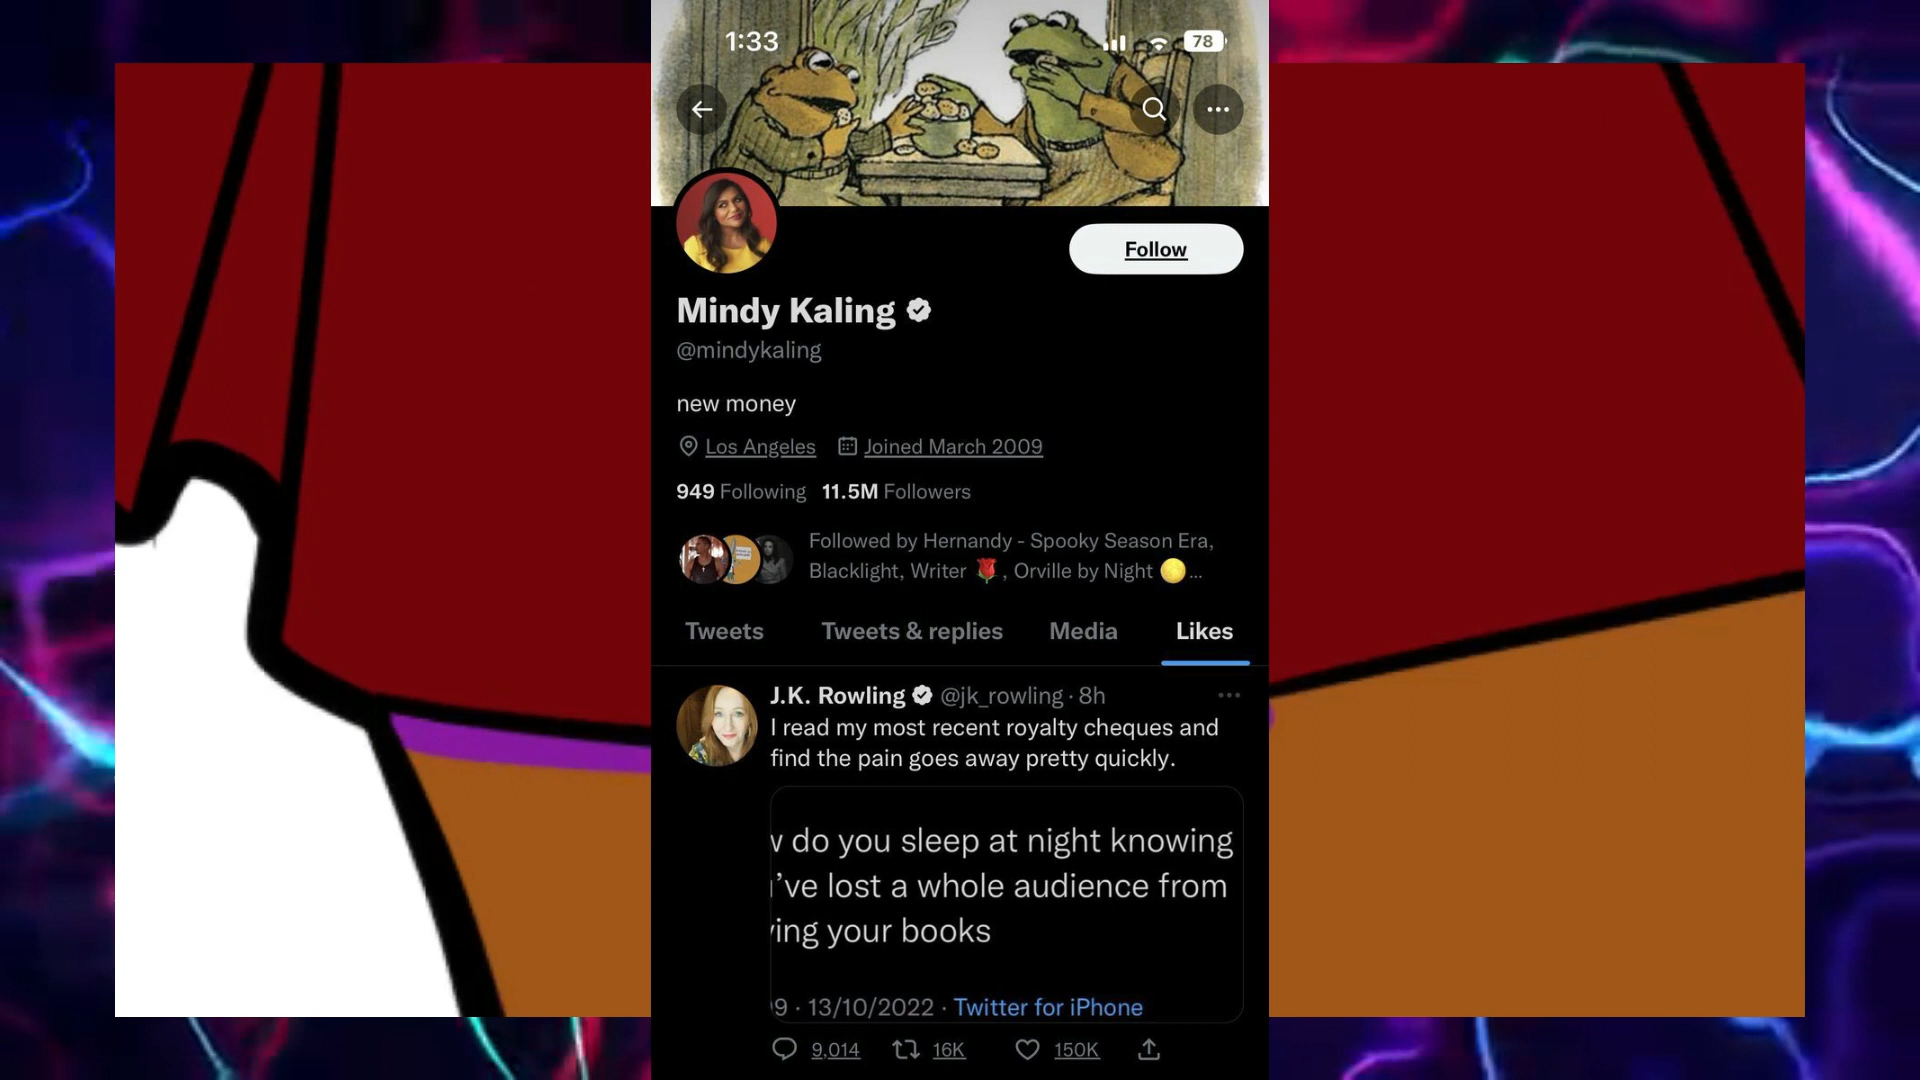 1:33
78
Follow
Mindy Kaling
@mindykaling
new money
Los Angeles Joined March 2009
949 Following 11.5M Followers
Followed by Hernandy - Spooky Season Era,
Blacklight, Writer 🌹, Orville by Night 🌕...
Tweets Tweets & replies Media Likes
J.K. Rowling @jk_rowling · 8h
I read my most recent royalty cheques and
find the pain goes away pretty quickly.
do you sleep at night knowing
've lost a whole audience from
ing your books
9 · 13/10/2022 · Twitter for iPhone
9,014 16K 150K